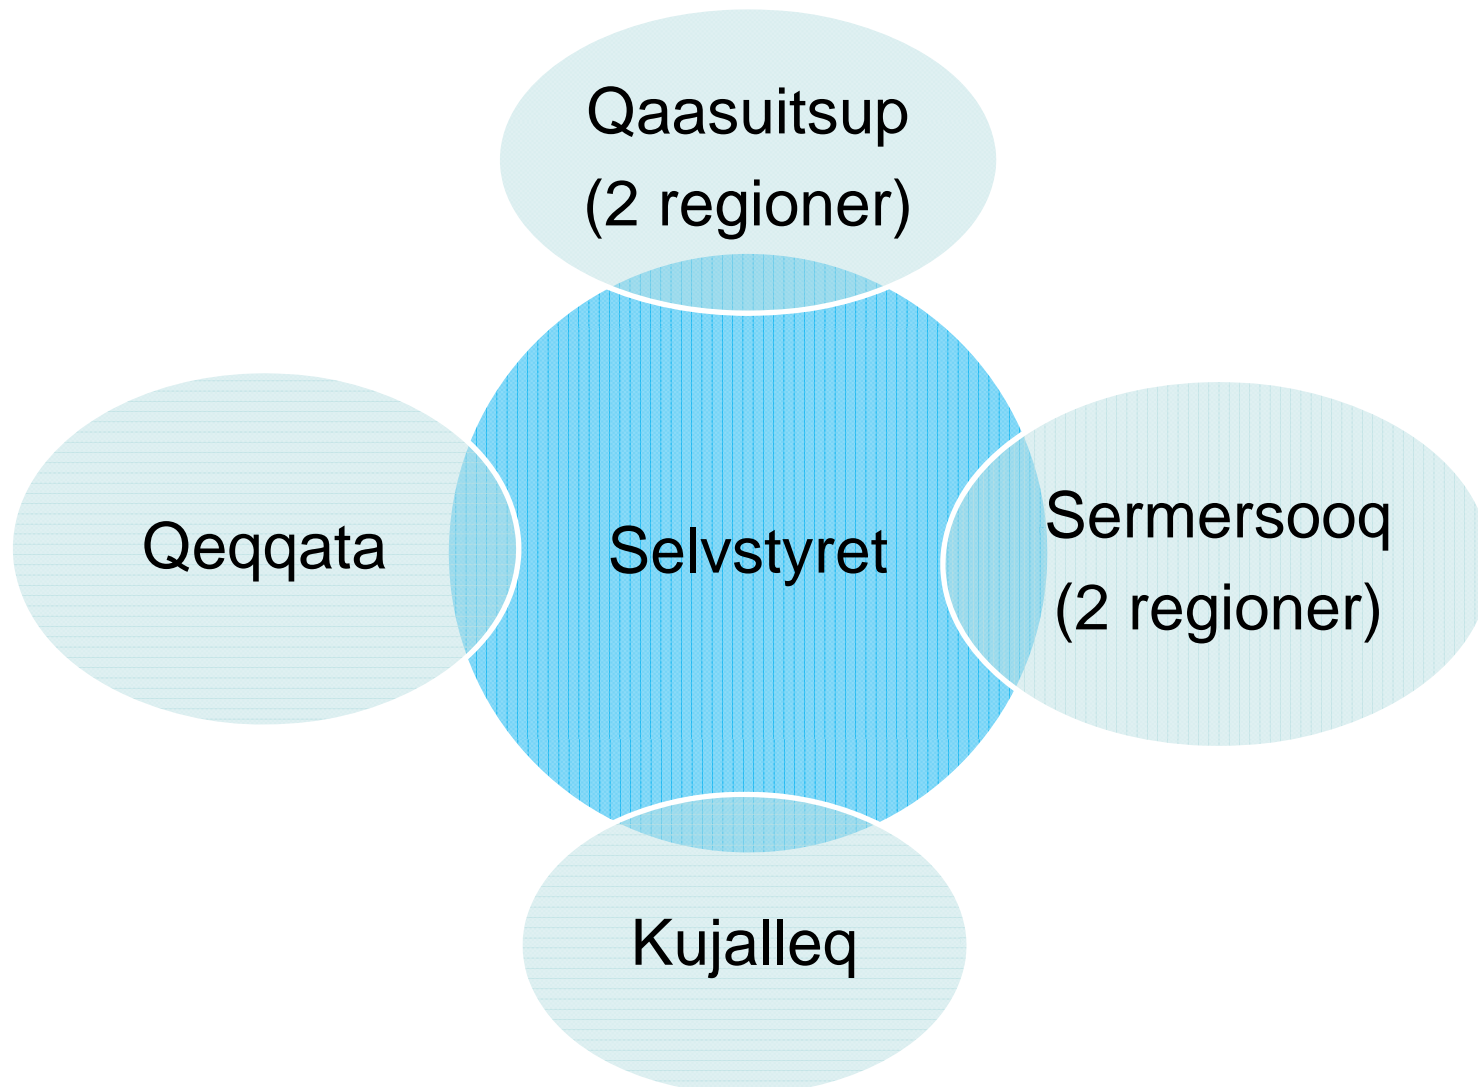 Qaasuitsup
(2 regioner)
Qeqqata
Selvstyret
Sermersooq
(2 regioner)
Kujalleq